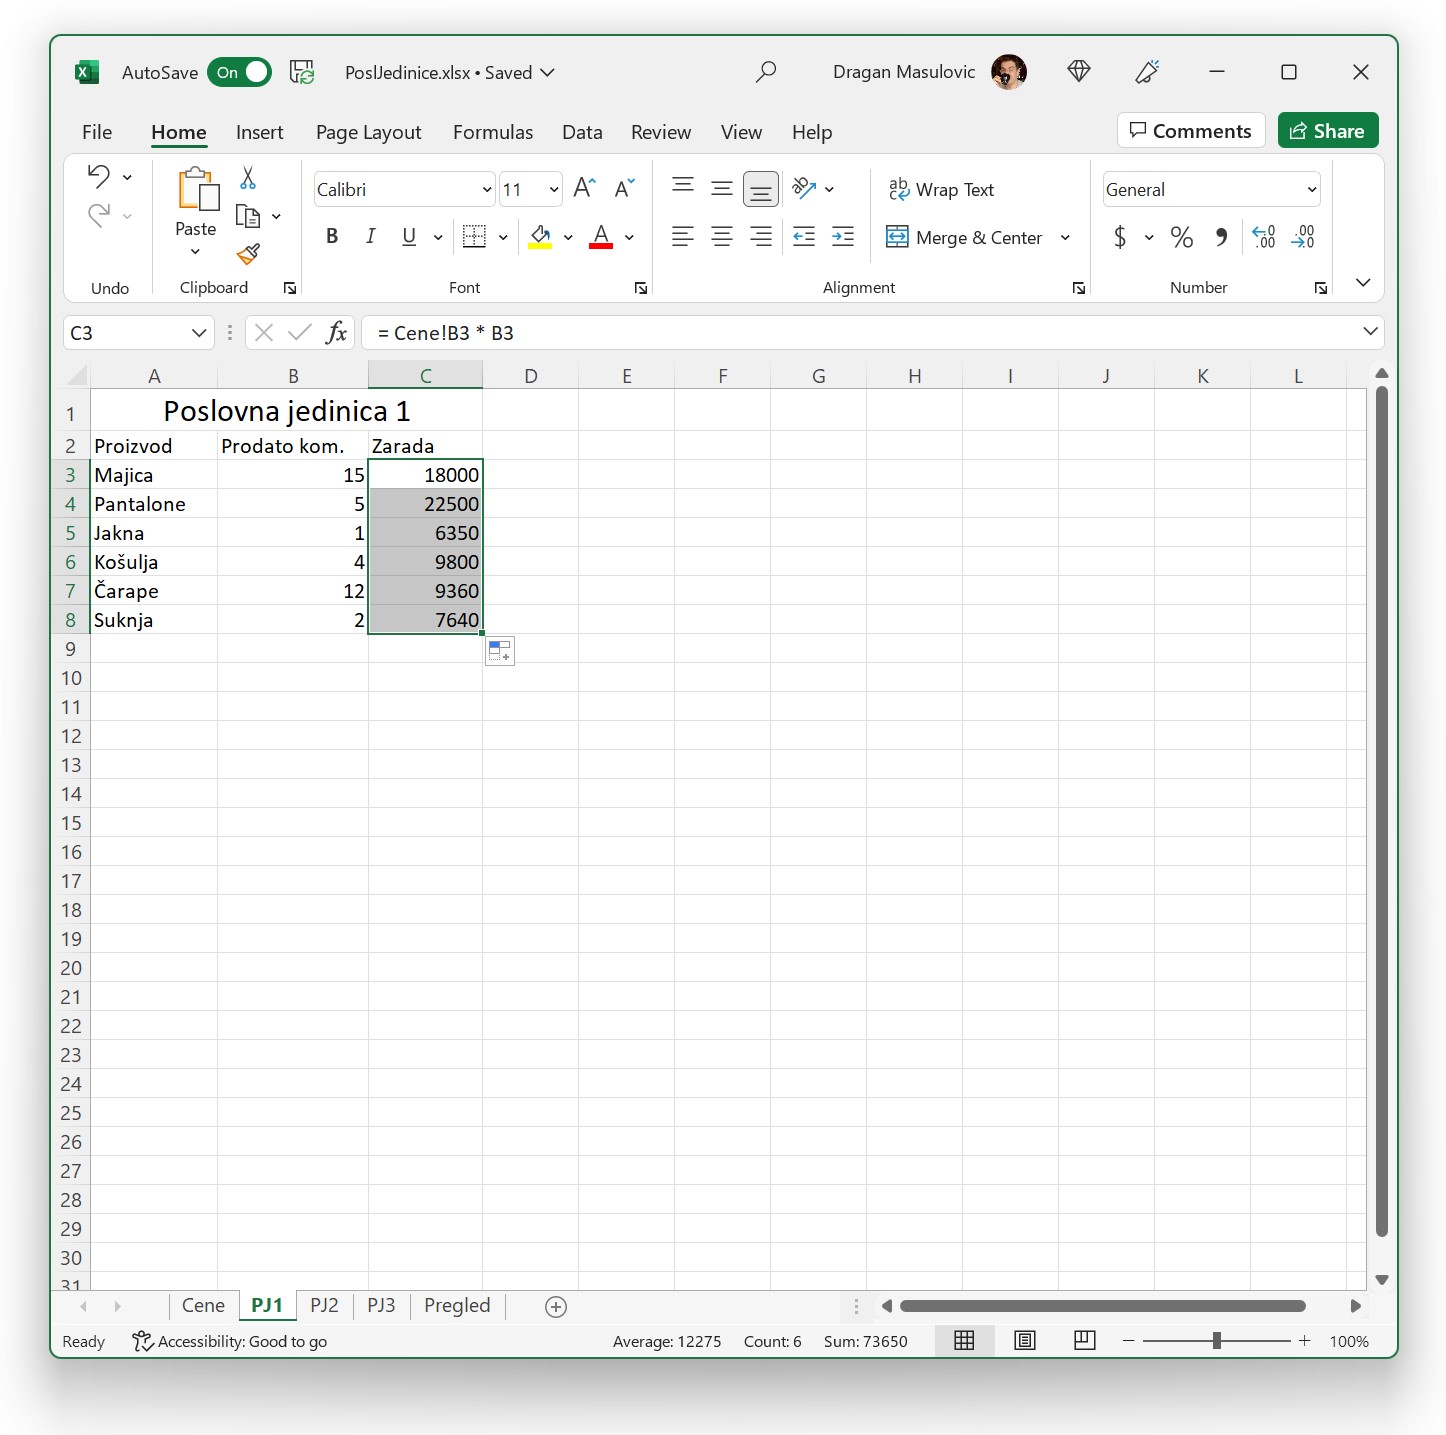 AutoSave On PoslJedinice.xlsx • Saved Dragan Masulovic
File Home Insert Page Layout Formulas Data Review View Help Comments Share
Calibri 11 Wrap Text General
Paste B I U A Merge & Center $ % .00
Undo Clipboard Font Alignment Number
C3 fx = Cene!B3 * B3
A B C D E F G H I J K L
1 Poslovna jedinica 1
2 Proizvod Prodato kom. Zarada
3 Majica 15 18000
4 Pantalone 5 22500
5 Jakna 1 6350
6 Košulja 4 9800
7 Čarape 12 9360
8 Suknja 2 7640
9
10
11
12
13
14
15
16
17
18
19
20
21
22
23
24
25
26
27
28
29
30
31
Cene PJ1 PJ2 PJ3 Pregled
Ready Accessibility: Good to go Average: 12275 Count: 6 Sum: 73650 100%